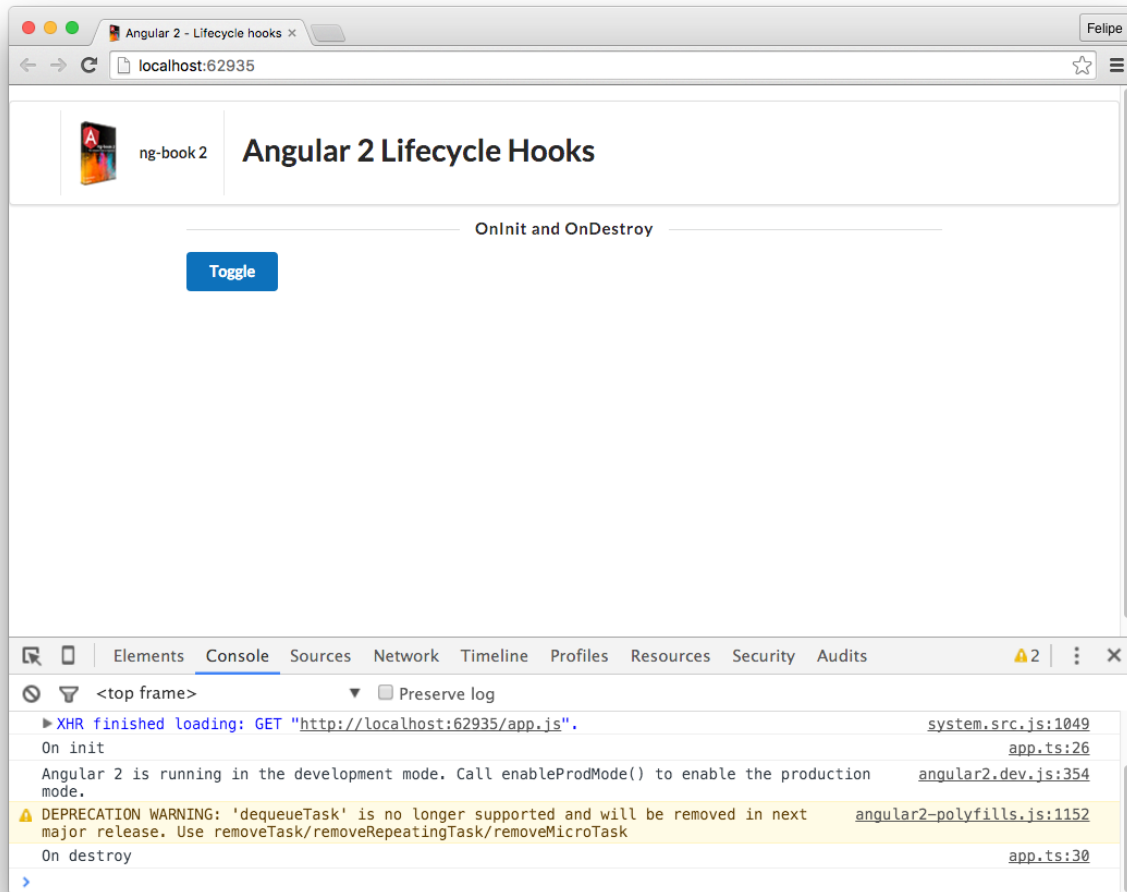 Angular 2 - Lifecycle hooks ×
Felipe
localhost:62935
ng-book 2
Angular 2 Lifecycle Hooks
OnInit and OnDestroy
Toggle
Elements Console Sources Network Timeline Profiles Resources Security Audits 2
<top frame> Preserve log
XHR finished loading: GET "http://localhost:62935/app.js". system.src.js:1049
On init app.ts:26
Angular 2 is running in the development mode. Call enableProdMode() to enable the production angular2.dev.js:354
mode.
DEPRECATION WARNING: 'dequeueTask' is no longer supported and will be removed in next angular2-polyfills.js:1152
major release. Use removeTask/removeRepeatingTask/removeMicroTask
On destroy app.ts:30